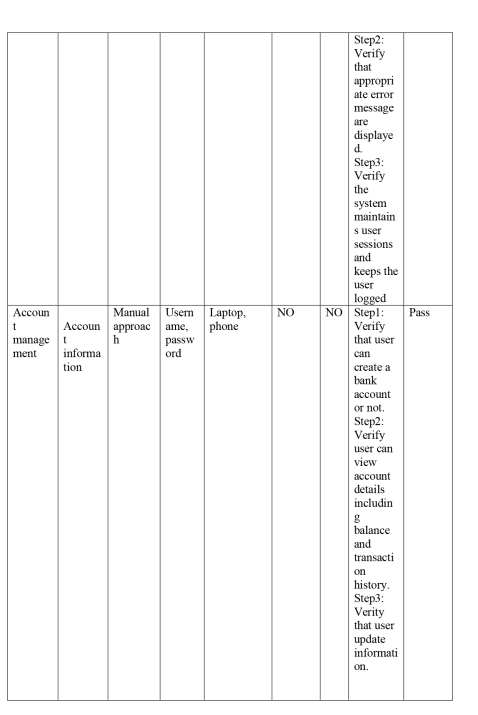 Step2:
Verify
that
appropri
ate error
message
are
displaye
d.
Step3:
Verify
the
system
maintain
s user
sessions
and
keeps the
user
logged
Accoun
t
manage
ment
Accoun
t
informa
tion
Manual
approac
h
Usern
ame,
passw
ord
Laptop,
phone
NO
NO
Step1:
Verify
that user
can
create a
bank
account
or not.
Step2:
Verify
user can
view
account
details
includin
g
balance
and
transacti
on
history.
Step3:
Verity
that user
update
informati
on.
Pass